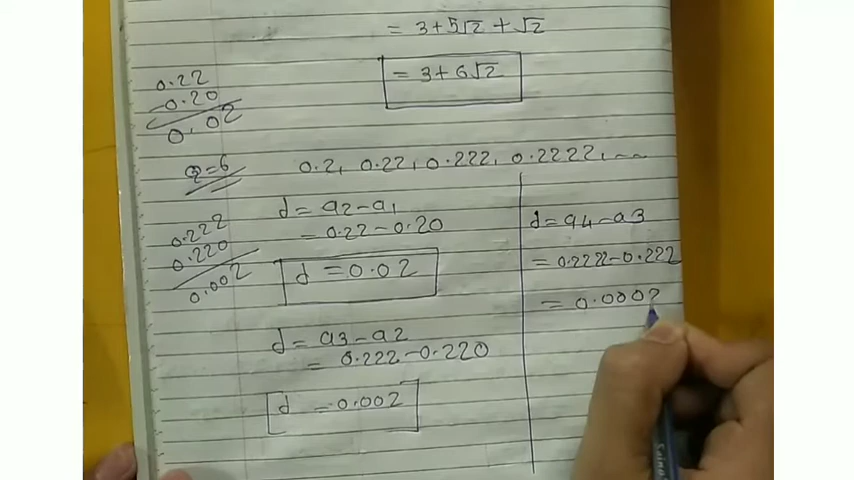 = 3+5√2 + √2
= 3+6√2
0.22
-0.20
0.02
Q=6
0.2, 0.22, 0.222, 0.2222, ---
d = a2-a1
= 0.22-0.20
d = 0.02
0.222
0.220
0.002
d = a3-a2
= 0.222-0.220
d = 0.002
d = a4-a3
= 0.2222-0.222
= 0.0002